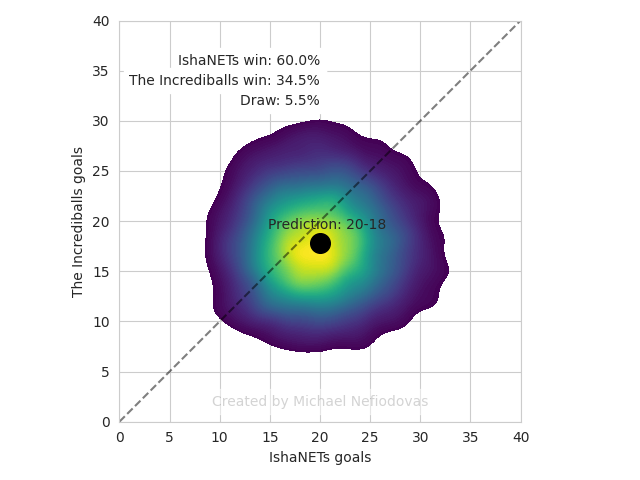 40
35
30
25
20
15
10
5
0
The Incrediballs goals
IshaNETs win: 60.0%
The Incrediballs win: 34.5%
Draw: 5.5%
Prediction: 20-18
Created by Michael Nefiodovas
0 5 10 15 20 25 30 35 40
IshaNETs goals